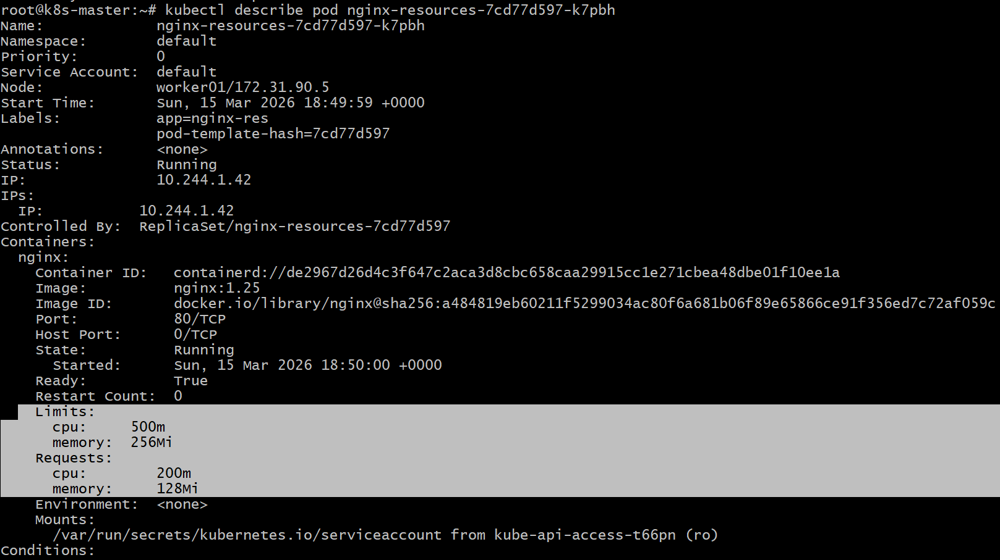 root@k8s-master:~# kubectl describe pod nginx-resources-7cd77d597-k7pbh
Name:             nginx-resources-7cd77d597-k7pbh
Namespace:        default
Priority:         0
Service Account:  default
Node:             worker01/172.31.90.5
Start Time:       Sun, 15 Mar 2026 18:49:59 +0000
Labels:           app=nginx-res
                  pod-template-hash=7cd77d597
Annotations:      <none>
Status:           Running
IP:               10.244.1.42
IPs:
  IP:           10.244.1.42
Controlled By:  ReplicaSet/nginx-resources-7cd77d597
Containers:
  nginx:
    Container ID:   containerd://de2967d26d4c3f647c2aca3d8cbc658caa29915cc1e271cbea48dbe01f10ee1a
    Image:          nginx:1.25
    Image ID:       docker.io/library/nginx@sha256:a484819eb60211f5299034ac80f6a681b06f89e65866ce91f356ed7c72af059c
    Port:           80/TCP
    Host Port:      0/TCP
    State:          Running
      Started:      Sun, 15 Mar 2026 18:50:00 +0000
    Ready:          True
    Restart Count:  0
    Limits:
      cpu:     500m
      memory:  256Mi
    Requests:
      cpu:        200m
      memory:     128Mi
    Environment:  <none>
    Mounts:
      /var/run/secrets/kubernetes.io/serviceaccount from kube-api-access-t66pn (ro)
Conditions: